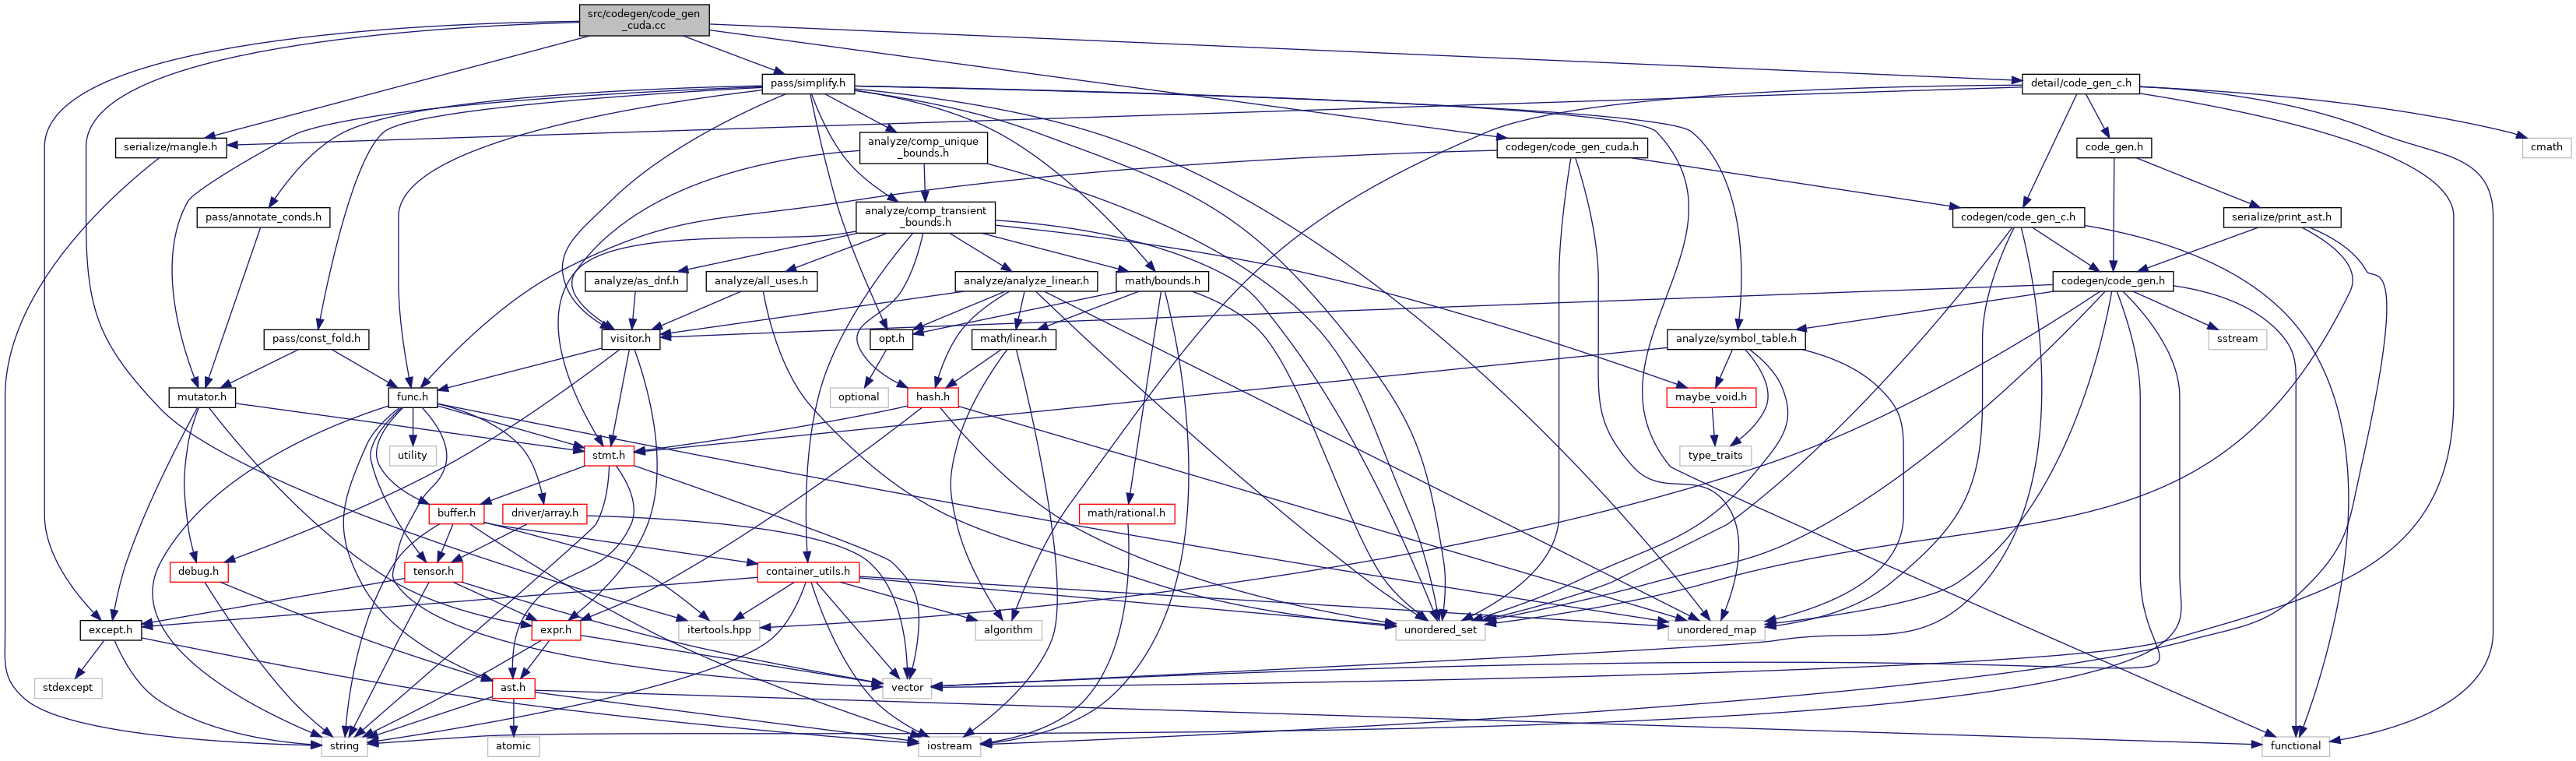 src/codegen/code_gen
_cuda.cc
pass/simplify.h
detail/code_gen_c.h
serialize/mangle.h
analyze/comp_unique
_bounds.h
codegen/code_gen_cuda.h
code_gen.h
cmath
pass/annotate_conds.h
analyze/comp_transient
_bounds.h
codegen/code_gen_c.h
serialize/print_ast.h
analyze/as_dnf.h
analyze/all_uses.h
analyze/analyze_linear.h
math/bounds.h
codegen/code_gen.h
pass/const_fold.h
visitor.h
opt.h
math/linear.h
analyze/symbol_table.h
sstream
mutator.h
func.h
optional
hash.h
maybe_void.h
utility
stmt.h
type_traits
buffer.h
driver/array.h
math/rational.h
debug.h
tensor.h
container_utils.h
except.h
expr.h
itertools.hpp
algorithm
unordered_set
unordered_map
stdexcept
ast.h
vector
string
atomic
iostream
functional